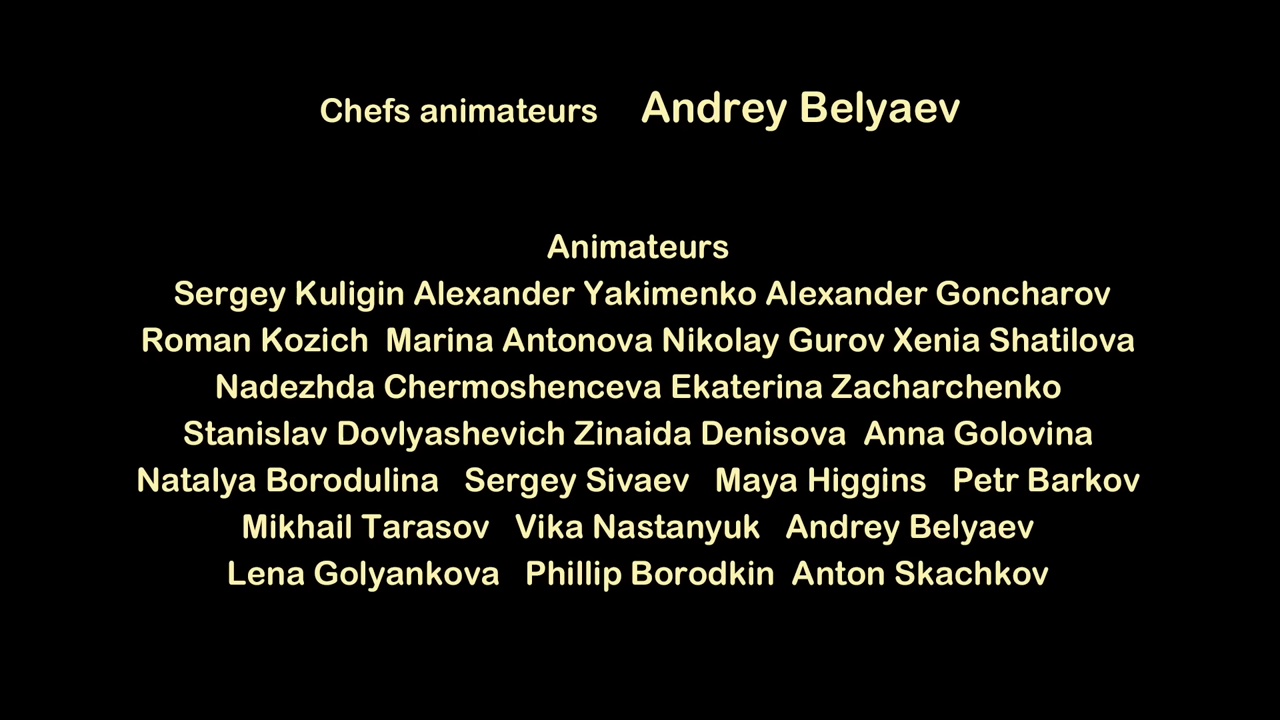 Chefs animateurs Andrey Belyaev
Animateurs
Sergey Kuligin Alexander Yakimenko Alexander Goncharov
Roman Kozich Marina Antonova Nikolay Gurov Xenia Shatilova
Nadezhda Chermoshenceva Ekaterina Zacharchenko
Stanislav Dovlyashevich Zinaida Denisova Anna Golovina
Natalya Borodulina Sergey Sivaev Maya Higgins Petr Barkov
Mikhail Tarasov Vika Nastanyuk Andrey Belyaev
Lena Golyankova Phillip Borodkin Anton Skachkov